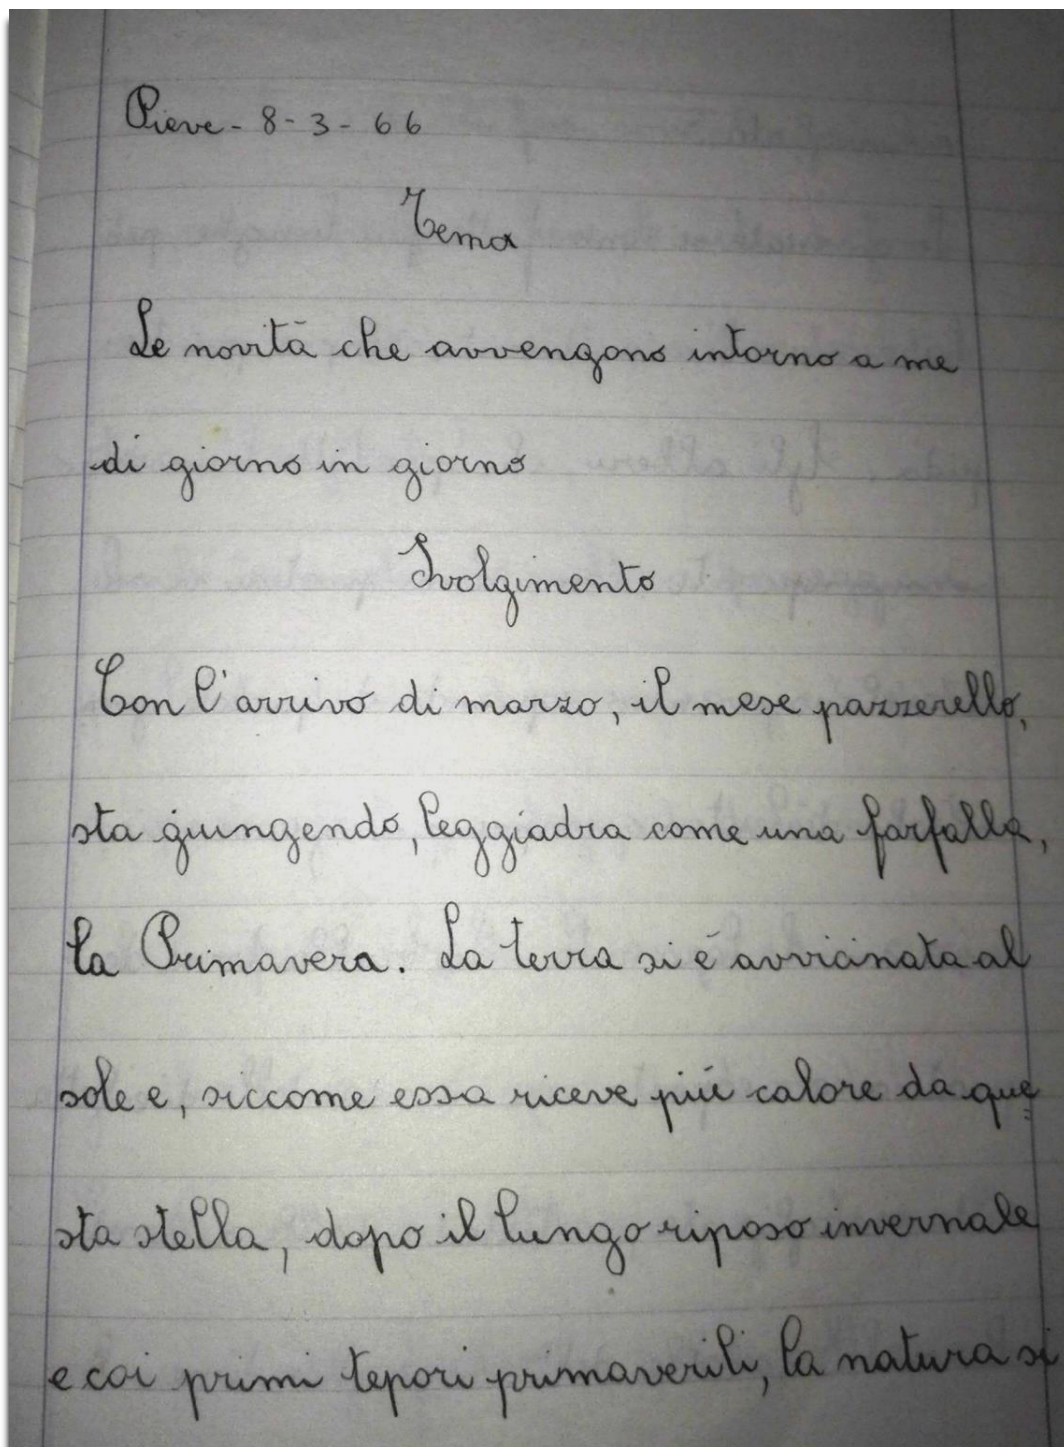 Pieve - 8 - 3 - 66
Tema
Le novità che avvengono intorno a me
di giorno in giorno
Svolgimento
Con l'arrivo di marzo, il mese pazzerello,
sta giungendo, leggiadra come una farfalla,
la Primavera. La terra si è avvicinata al
sole e, siccome essa riceve più calore da que=
sta stella, dopo il lungo riposo invernale
e coi primi tepori primaverili, la natura si